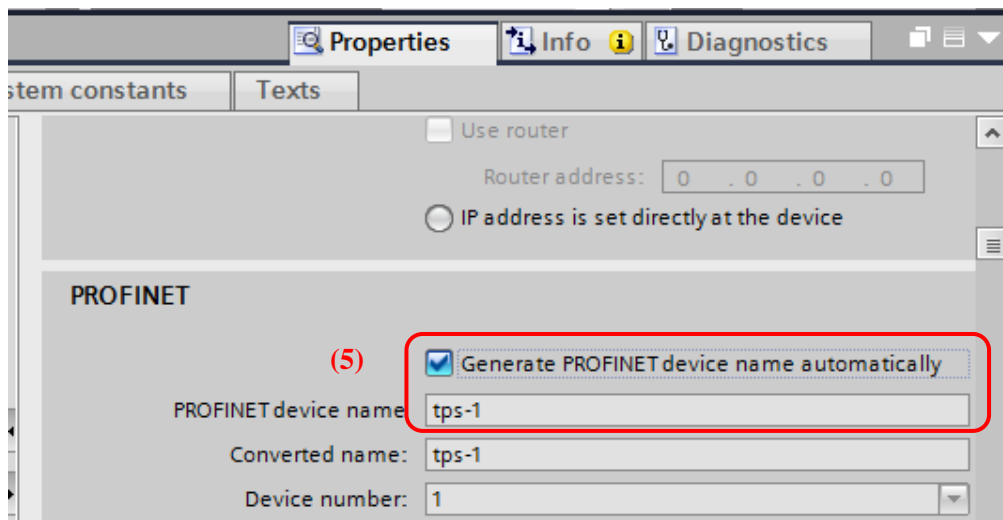 Properties Info Diagnostics
stem constants Texts
Use router
Router address: 0 . 0 . 0 . 0
IP address is set directly at the device
PROFINET
(5) Generate PROFINET device name automatically
PROFINET device name tps-1
Converted name: tps-1
Device number: 1